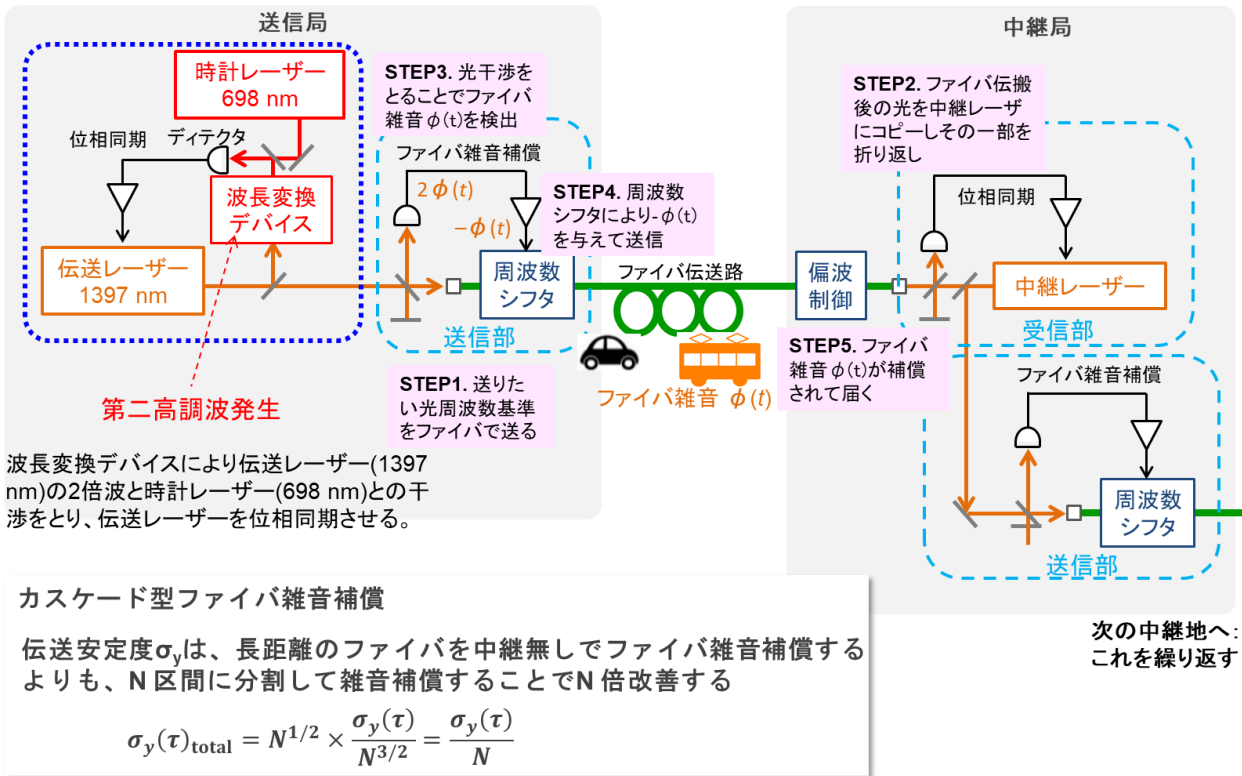 送信局
時計レーザー
698 nm
位相同期
ディテクタ
波長変換
デバイス
伝送レーザー
1397 nm
第二高調波発生
波長変換デバイスにより伝送レーザー(1397
nm)の2倍波と時計レーザー(698 nm)との干
渉をとり、伝送レーザーを位相同期させる。
STEP3. 光干渉を
とることでファイバ
雑音φ(t)を検出
ファイバ雑音補償
2φ(t)
-φ(t)
周波数
シフタ
送信部
STEP4. 周波数
シフタにより-φ(t)
を与えて送信
STEP1. 送りた
い光周波数基準
をファイバで送る
ファイバ伝送路
ファイバ雑音 φ(t)
中継局
STEP2. ファイバ伝搬
後の光を中継レーザ
にコピーしその一部を
折り返し
偏波
制御
位相同期
中継レーザー
受信部
STEP5. ファイバ
雑音φ(t)が補償
されて届く
ファイバ雑音補償
周波数
シフタ
送信部
次の中継地へ:
これを繰り返す
カスケード型ファイバ雑音補償
伝送安定度σyは、長距離のファイバを中継無しでファイバ雑音補償する
よりも、N区間に分割して雑音補償することでN倍改善する
σy(τ)total = N^1/2 × σy(τ)/N^3/2 = σy(τ)/N